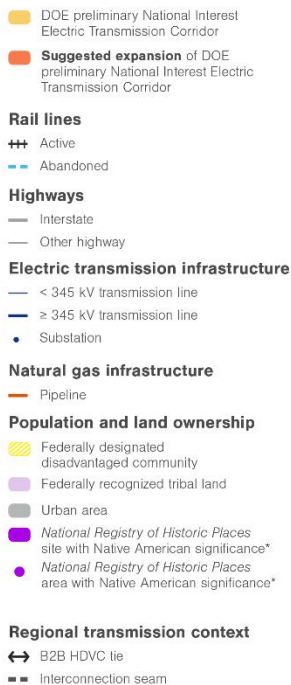 DOE preliminary National Interest
Electric Transmission Corridor
Suggested expansion of DOE
preliminary National Interest Electric
Transmission Corridor
Rail lines
Active
Abandoned
Highways
Interstate
Other highway
Electric transmission infrastructure
< 345 kV transmission line
≥ 345 kV transmission line
Substation
Natural gas infrastructure
Pipeline
Population and land ownership
Federally designated
disadvantaged community
Federally recognized tribal land
Urban area
National Registry of Historic Places
site with Native American significance*
National Registry of Historic Places
area with Native American significance*
Regional transmission context
B2B HDVC tie
Interconnection seam